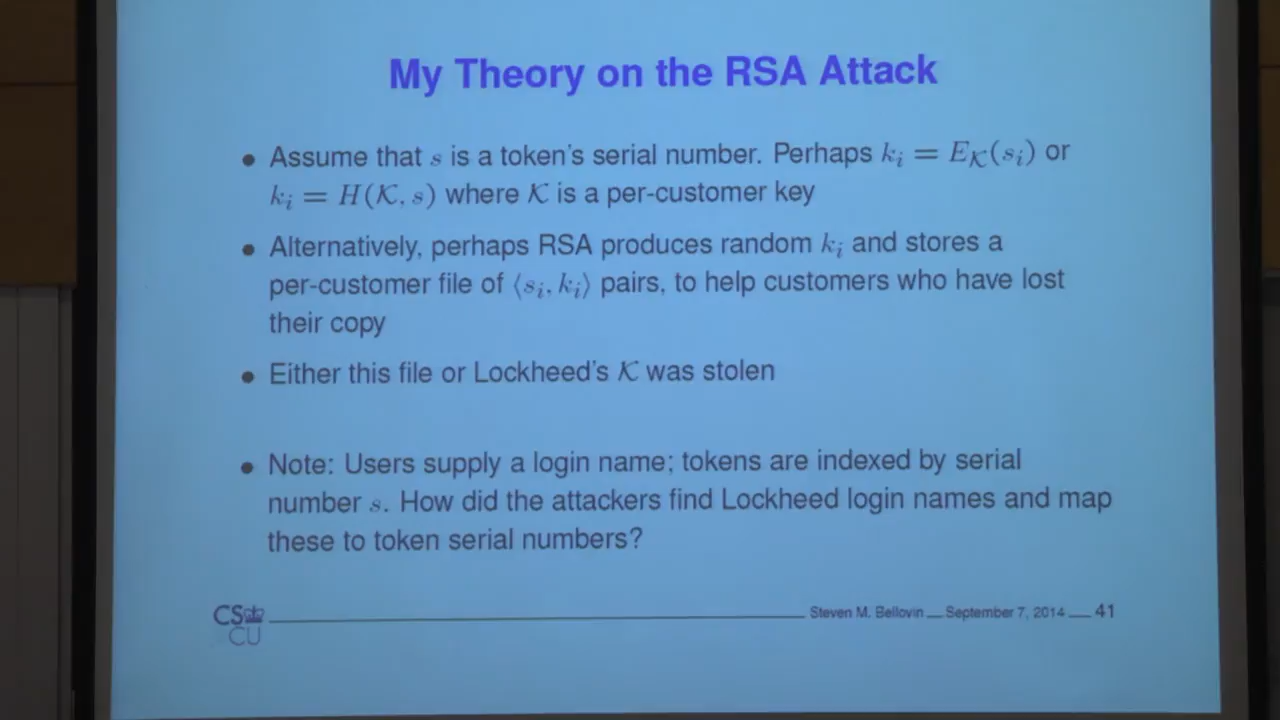 My Theory on the RSA Attack
• Assume that s is a token's serial number. Perhaps kᵢ = E𝒦(sᵢ) or
kᵢ = H(𝒦, s) where 𝒦 is a per-customer key
• Alternatively, perhaps RSA produces random kᵢ and stores a
per-customer file of ⟨sᵢ, kᵢ⟩ pairs, to help customers who have lost
their copy
• Either this file or Lockheed's 𝒦 was stolen
• Note: Users supply a login name; tokens are indexed by serial
number s. How did the attackers find Lockheed login names and map
these to token serial numbers?
Steven M. Bellovin — September 7, 2014 — 41
CS
CU